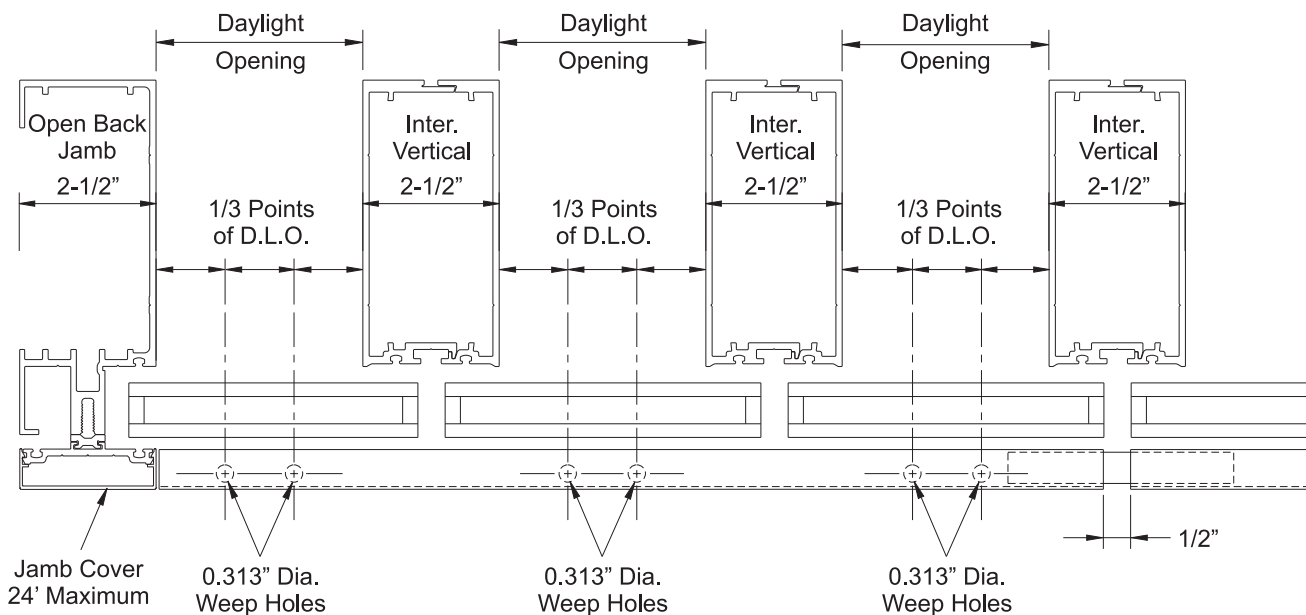 Daylight
Opening
Daylight
Opening
Daylight
Opening
Open Back
Jamb
2-1/2”
Inter.
Vertical
2-1/2”
Inter.
Vertical
2-1/2”
Inter.
Vertical
2-1/2”
1/3 Points
of D.L.O.
1/3 Points
of D.L.O.
1/3 Points
of D.L.O.
1/2”
Jamb Cover
24’ Maximum
0.313” Dia.
Weep Holes
0.313” Dia.
Weep Holes
0.313” Dia.
Weep Holes